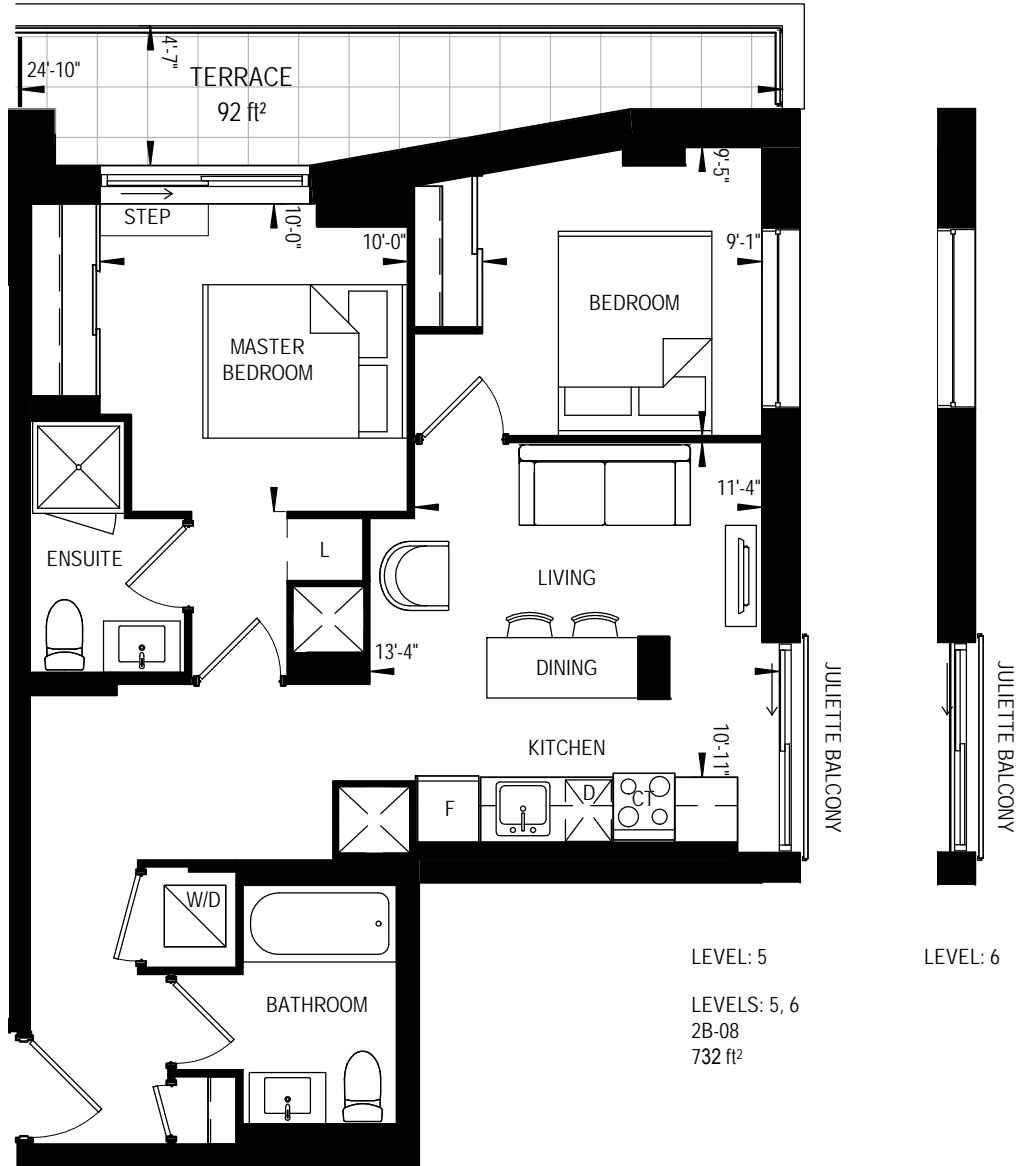 4'-7"
24'-10"
TERRACE
92 ft²
9'-5"
STEP
10'-0"
10'-0"
9'-1"
BEDROOM
MASTER
BEDROOM
11'-4"
L
ENSUITE
LIVING
13'-4"
DINING
JULIETTE BALCONY
JULIETTE BALCONY
KITCHEN
10'-11"
F
D
CT
W/D
BATHROOM
LEVEL: 5
LEVEL: 6
LEVELS: 5, 6
2B-08
732 ft²